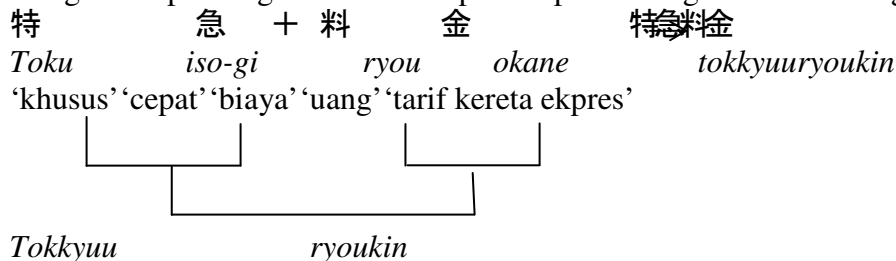 特 急 + 料 金 特急料金
Toku iso-gi ryou okane tokkyuuryoukin
‘khusus’ ‘cepat’ ‘biaya’ ‘uang’ ‘tarif kereta ekpres’
Tokkyuu ryoukin